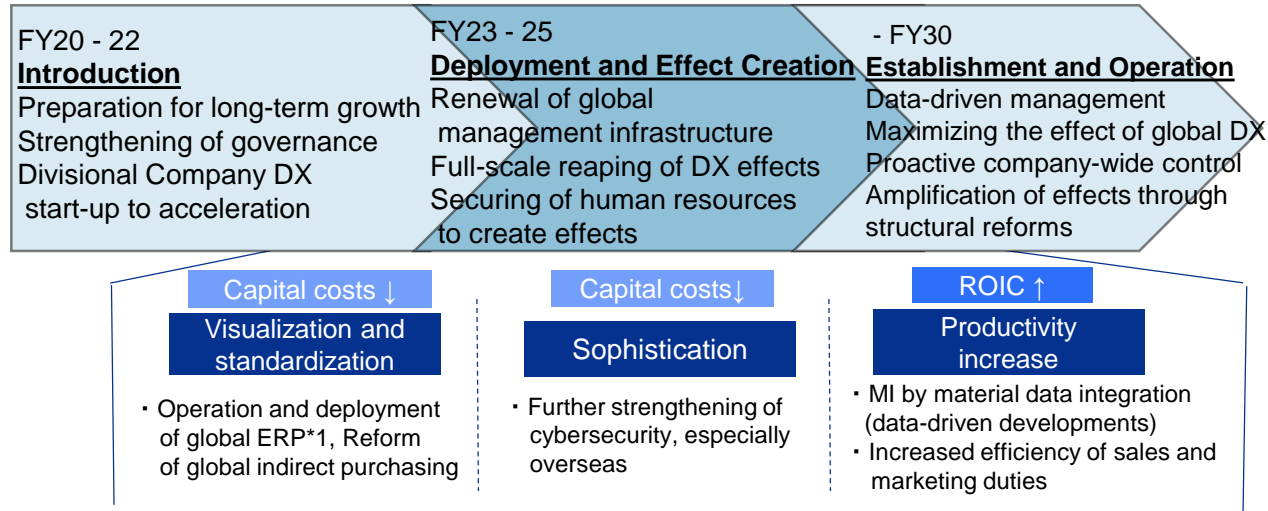 FY20 - 22
Introduction
Preparation for long-term growth
Strengthening of governance
Divisional Company DX
start-up to acceleration
FY23 - 25
Deployment and Effect Creation
Renewal of global
management infrastructure
Full-scale reaping of DX effects
Securing of human resources
to create effects
- FY30
Establishment and Operation
Data-driven management
Maximizing the effect of global DX
Proactive company-wide control
Amplification of effects through
structural reforms
Capital costs ↓
Visualization and
standardization
・Operation and deployment
of global ERP*1, Reform
of global indirect purchasing
Capital costs↓
Sophistication
・Further strengthening of
cybersecurity, especially
overseas
ROIC ↑
Productivity
increase
・MI by material data integration
(data-driven developments)
・Increased efficiency of sales and
marketing duties